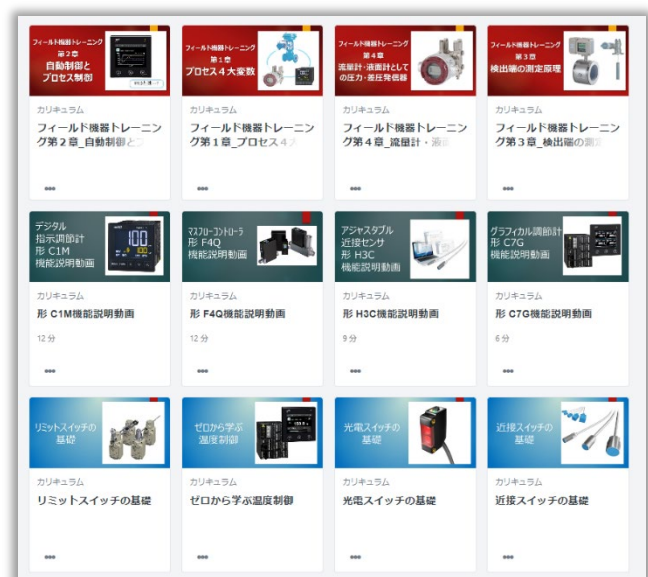 フィールド機器トレーニング
第2章
自動制御と
プロセス制御
フィールド機器トレーニング
第1章
プロセス4大変数
フィールド機器トレーニング
第4章
流量計・液面計として
の圧力・差圧発信器
フィールド機器トレーニング
第3章
検出端の測定原理
カリキュラム
フィールド機器トレーニン
グ第2章_自動制御と
カリキュラム
フィールド機器トレーニン
グ第1章_プロセス4
カリキュラム
フィールド機器トレーニン
グ第4章_流量計・液
カリキュラム
フィールド機器トレーニン
グ第3章_検出端の測
デジタル
指示調節計
形 C1M
機能説明動画
マスフローコントローラ
形 F4Q
機能説明動画
アジャスタブル
近接センサ
形 H3C
機能説明動画
グラフィカル調節計
形 C7G
機能説明動画
カリキュラム
形 C1M機能説明動画
12 分
カリキュラム
形 F4Q機能説明動画
12 分
カリキュラム
形 H3C機能説明動画
9 分
カリキュラム
形 C7G機能説明動画
6 分
リミットスイッチの
基礎
ゼロから学ぶ
温度制御
光電スイッチの
基礎
近接スイッチの
基礎
カリキュラム
リミットスイッチの基礎
カリキュラム
ゼロから学ぶ温度制御
カリキュラム
光電スイッチの基礎
カリキュラム
近接スイッチの基礎